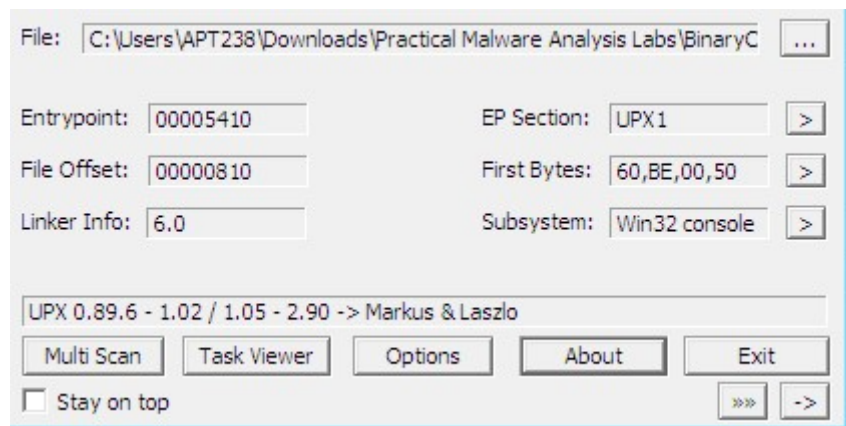 File: C:\Users\APT238\Downloads\Practical Malware Analysis Labs\BinaryC ...
Entrypoint: 00005410 EP Section: UPX1 >
File Offset: 00000810 First Bytes: 60,BE,00,50 >
Linker Info: 6.0 Subsystem: Win32 console >
UPX 0.89.6 - 1.02 / 1.05 - 2.90 -> Markus & Laszlo
Multi Scan Task Viewer Options About Exit
Stay on top »» ->